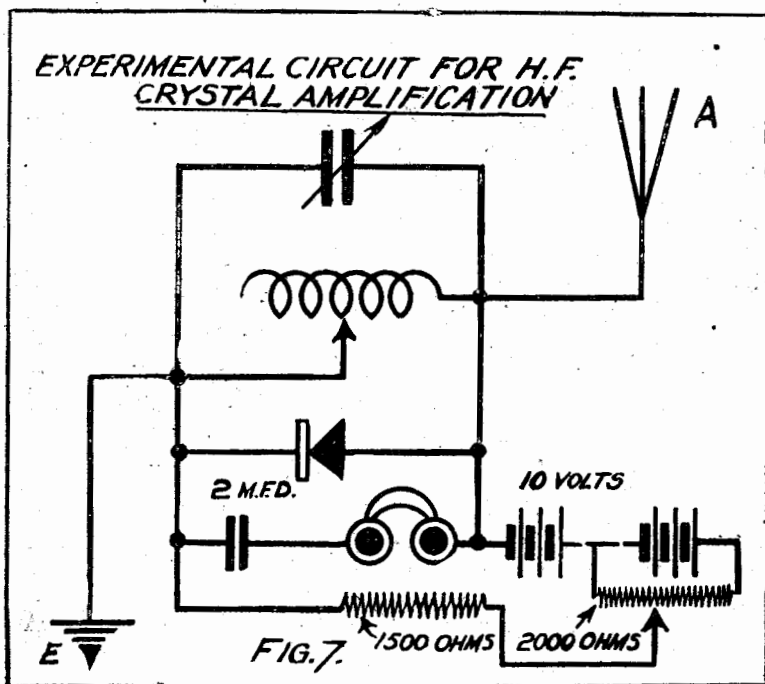 EXPERIMENTAL CIRCUIT FOR H.F.
CRYSTAL AMPLIFICATION
A
2 M.F.D.
10 VOLTS
1500 OHMS
2000 OHMS
E
FIG.7.